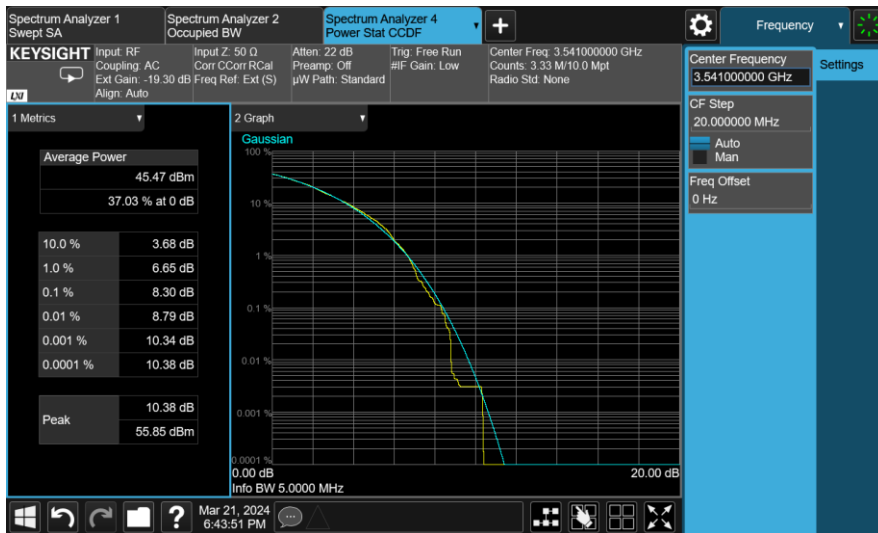 Spectrum Analyzer 1
Swept SA
Spectrum Analyzer 2
Occupied BW
Spectrum Analyzer 4
Power Stat CCDF
Frequency
KEYSIGHT
LXI
Input: RF
Coupling: AC
Ext Gain: -19.30 dB
Align: Auto
Input Z: 50 Ω
Corr CCorr RCal
Freq Ref: Ext (S)
Atten: 22 dB
Preamp: Off
µW Path: Standard
Trig: Free Run
#IF Gain: Low
Center Freq: 3.541000000 GHz
Counts: 3.33 M/10.0 Mpt
Radio Std: None
Center Frequency
3.541000000 GHz
Settings
CF Step
20.000000 MHz
Auto
Man
Freq Offset
0 Hz
1 Metrics
Average Power
45.47 dBm
37.03 % at 0 dB
10.0 % 3.68 dB
1.0 % 6.65 dB
0.1 % 8.30 dB
0.01 % 8.79 dB
0.001 % 10.34 dB
0.0001 % 10.38 dB
Peak
10.38 dB
55.85 dBm
2 Graph
Gaussian
100 %
10 %
1 %
0.1 %
0.01 %
0.001 %
0.0001 %
0.00 dB
20.00 dB
Info BW 5.0000 MHz
?
Mar 21, 2024
6:43:51 PM